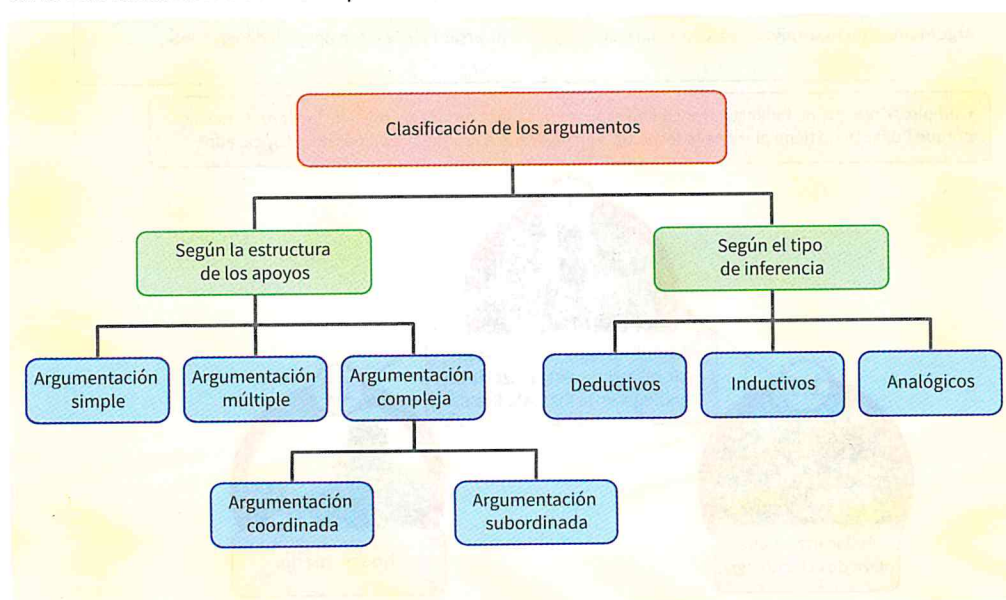 Clasificación de los argumentos
Según la estructura
de los apoyos
Según el tipo
de inferencia
Argumentación
simple
Argumentación
múltiple
Argumentación
compleja
Deductivos
Inductivos
Analógicos
Argumentación
coordinada
Argumentación
subordinada